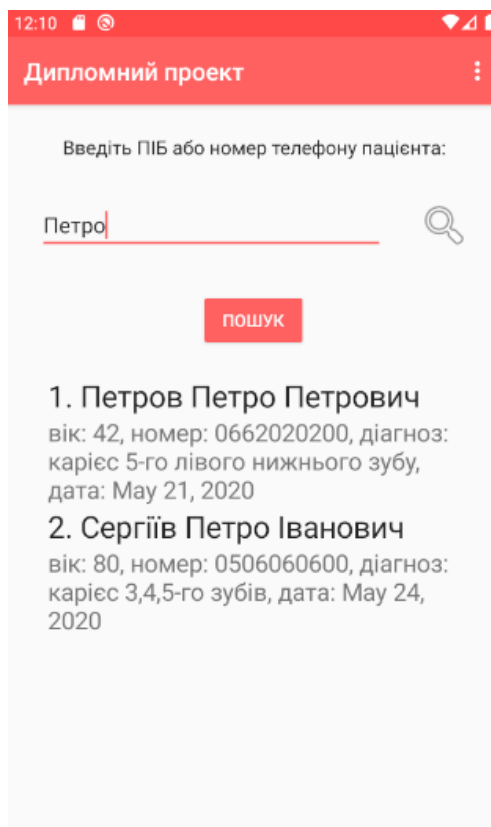 12:10
Дипломний проект
Введіть ПІБ або номер телефону пацієнта:
Петро
ПОШУК
1. Петров Петро Петрович
вік: 42, номер: 0662020200, діагноз:
карієс 5-го лівого нижнього зубу,
дата: May 21, 2020
2. Сергіїв Петро Іванович
вік: 80, номер: 0506060600, діагноз:
карієс 3,4,5-го зубів, дата: May 24,
2020